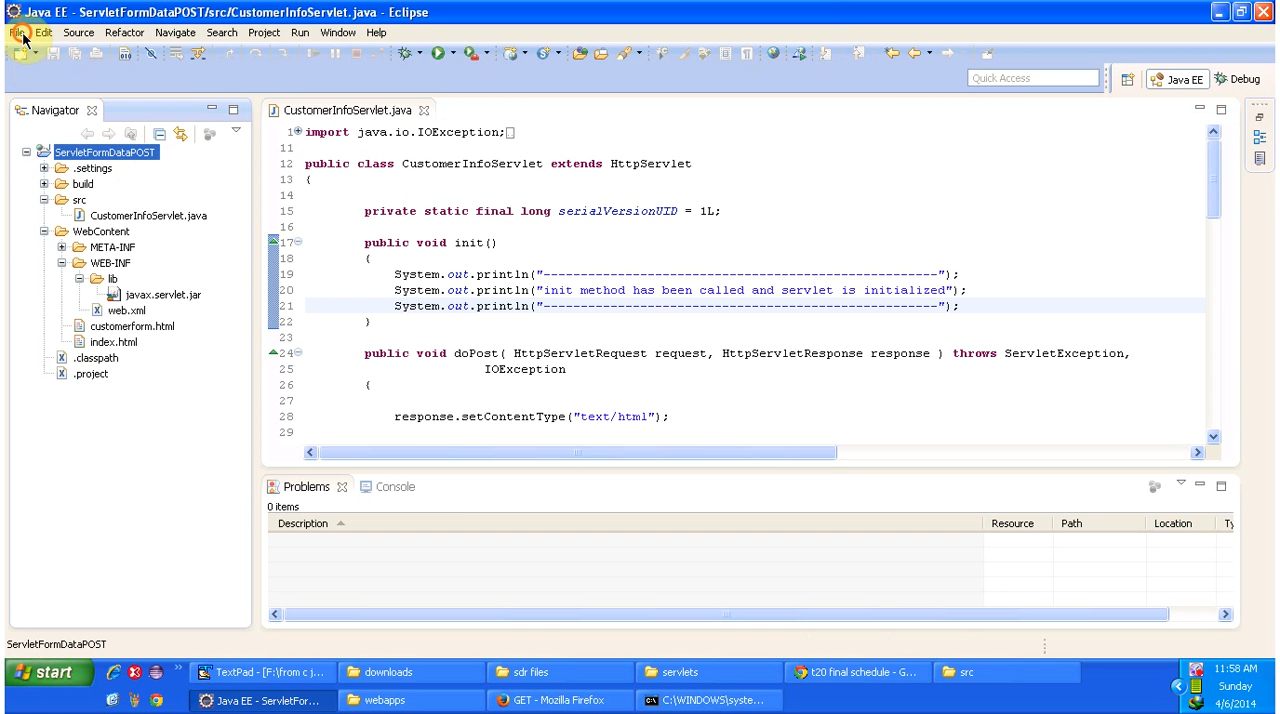 Java EE - ServletFormDataPOST/src/CustomerInfoServlet.java - Eclipse
File Edit Source Refactor Navigate Search Project Run Window Help
Quick Access
Java EE
Debug
Navigator
CustomerInfoServlet.java
ServletFormDataPOST
.settings
build
src
CustomerInfoServlet.java
WebContent
META-INF
WEB-INF
lib
javax.servlet.jar
web.xml
customerform.html
index.html
.classpath
.project
1 import java.io.IOException;
11
12 public class CustomerInfoServlet extends HttpServlet
13 {
14
15 private static final long serialVersionUID = 1L;
16
17 public void init()
18 {
19 System.out.println("-----------------------------------------------------");
20 System.out.println("init method has been called and servlet is initialized");
21 System.out.println("-----------------------------------------------------");
22 }
23
24 public void doPost( HttpServletRequest request, HttpServletResponse response ) throws ServletException,
25 IOException
26 {
27
28 response.setContentType("text/html");
29
Problems
Console
0 items
Description Resource Path Location Ty
ServletFormDataPOST
start
TextPad - [F:\from c j...
downloads
sdr files
servlets
t20 final schedule - G...
src
11:58 AM
Java EE - ServletFor...
webapps
GET - Mozilla Firefox
C:\WINDOWS\syste...
Sunday
4/6/2014